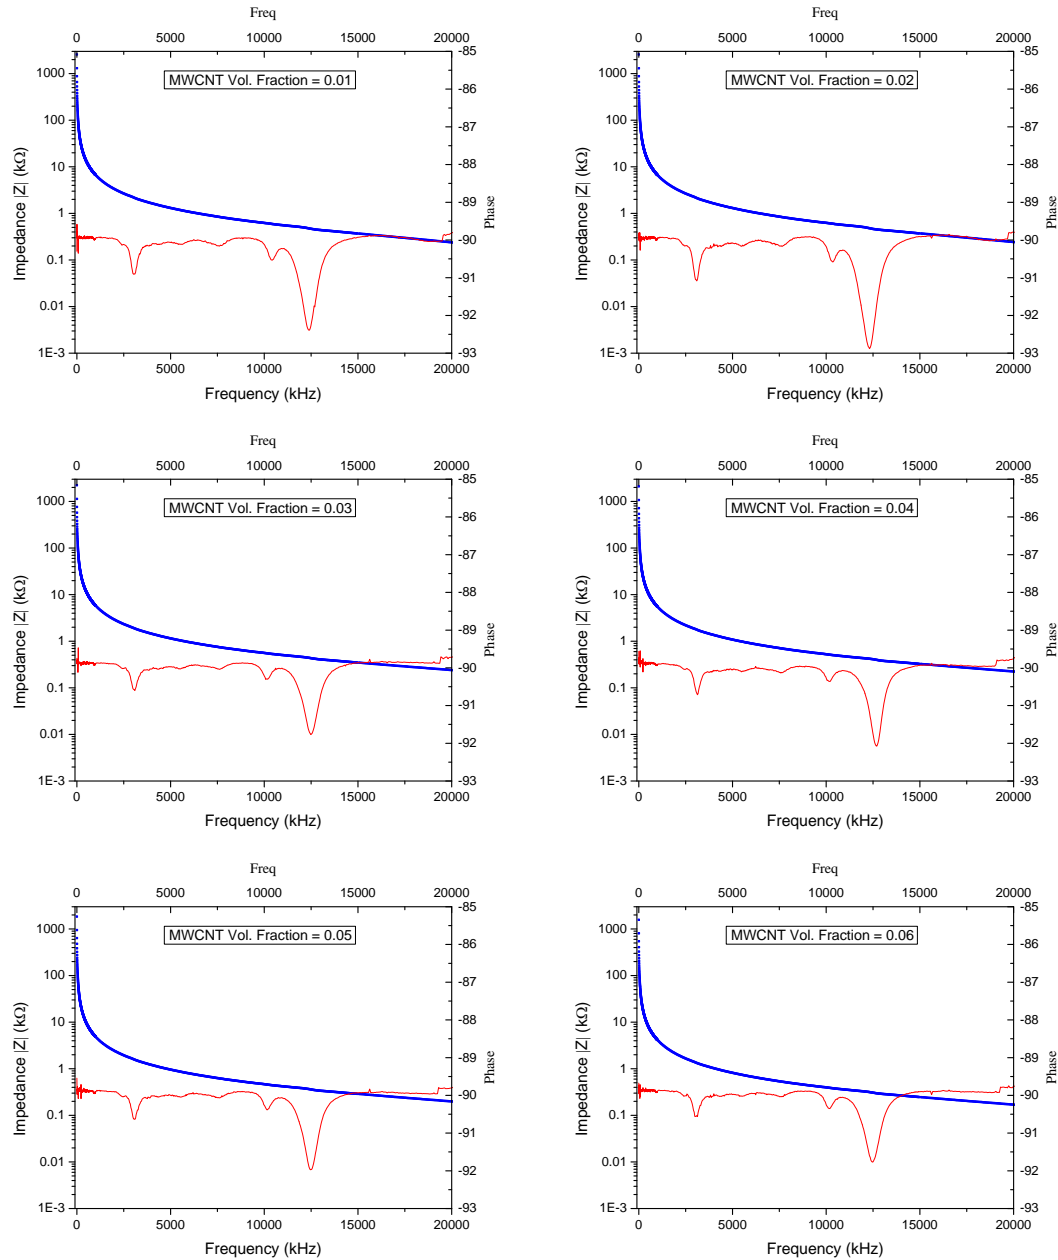 Freq
0 5000 10000 15000 20000
MWCNT Vol. Fraction = 0.01
Impedance |Z| (kΩ)
1000
100
10
1
0.1
0.01
1E-3
-85
-86
-87
-88
-89
-90
-91
-92
-93
Phase
0 5000 10000 15000 20000
Frequency (kHz)
Freq
0 5000 10000 15000 20000
MWCNT Vol. Fraction = 0.02
Impedance |Z| (kΩ)
1000
100
10
1
0.1
0.01
1E-3
-85
-86
-87
-88
-89
-90
-91
-92
-93
Phase
0 5000 10000 15000 20000
Frequency (kHz)
Freq
0 5000 10000 15000 20000
MWCNT Vol. Fraction = 0.03
Impedance |Z| (kΩ)
1000
100
10
1
0.1
0.01
1E-3
-85
-86
-87
-88
-89
-90
-91
-92
-93
Phase
0 5000 10000 15000 20000
Frequency (kHz)
Freq
0 5000 10000 15000 20000
MWCNT Vol. Fraction = 0.04
Impedance |Z| (kΩ)
1000
100
10
1
0.1
0.01
1E-3
-85
-86
-87
-88
-89
-90
-91
-92
-93
Phase
0 5000 10000 15000 20000
Frequency (kHz)
Freq
0 5000 10000 15000 20000
MWCNT Vol. Fraction = 0.05
Impedance |Z| (kΩ)
1000
100
10
1
0.1
0.01
1E-3
-85
-86
-87
-88
-89
-90
-91
-92
-93
Phase
0 5000 10000 15000 20000
Frequency (kHz)
Freq
0 5000 10000 15000 20000
MWCNT Vol. Fraction = 0.06
Impedance |Z| (kΩ)
1000
100
10
1
0.1
0.01
1E-3
-85
-86
-87
-88
-89
-90
-91
-92
-93
Phase
0 5000 10000 15000 20000
Frequency (kHz)